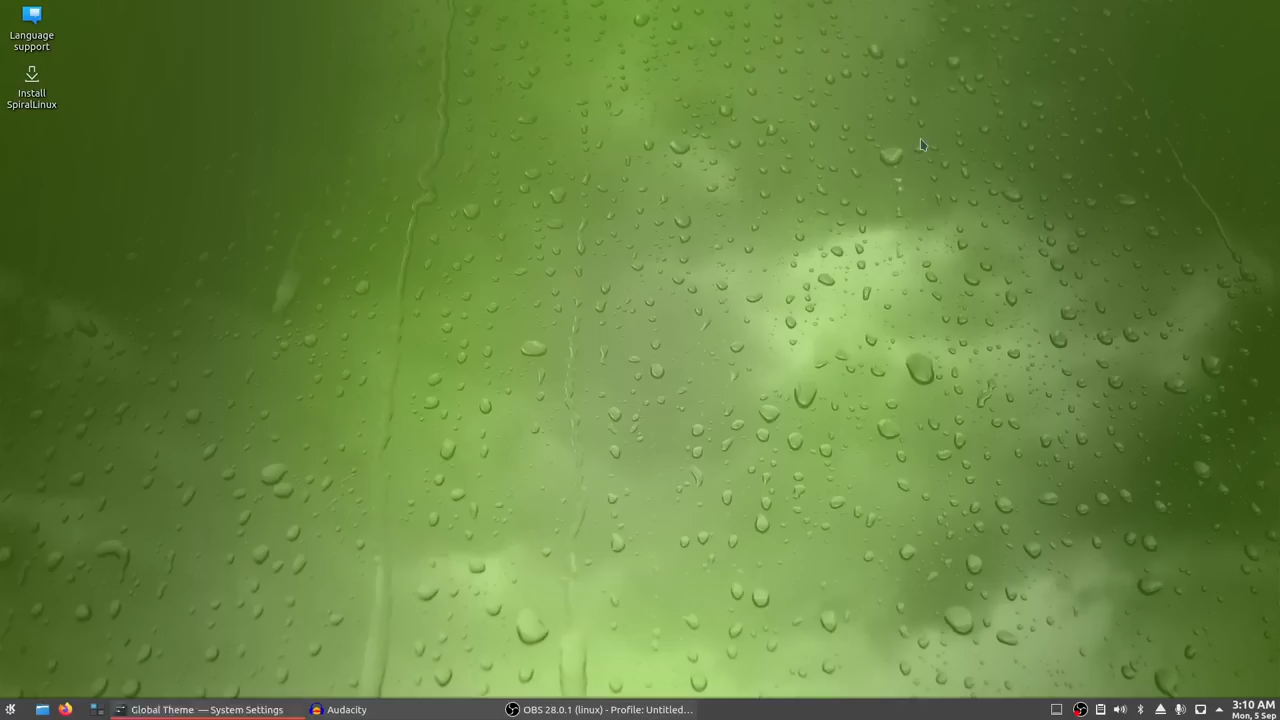 Language
support
Install
SpiralLinux
Global Theme — System Settings
Audacity
OBS 28.0.1 (linux) - Profile: Untitled...
3:10 AM
Mon, 5 Sep